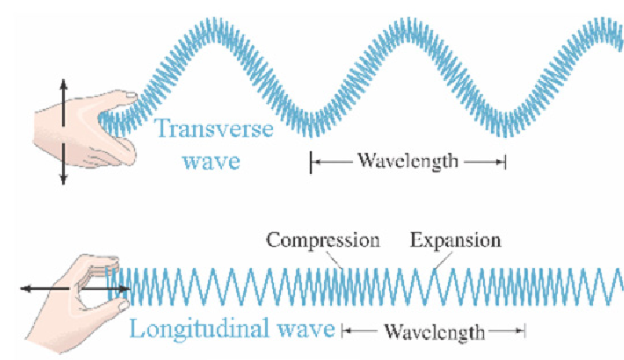 Transverse
wave
Wavelength
Compression Expansion
Longitudinal wave
Wavelength